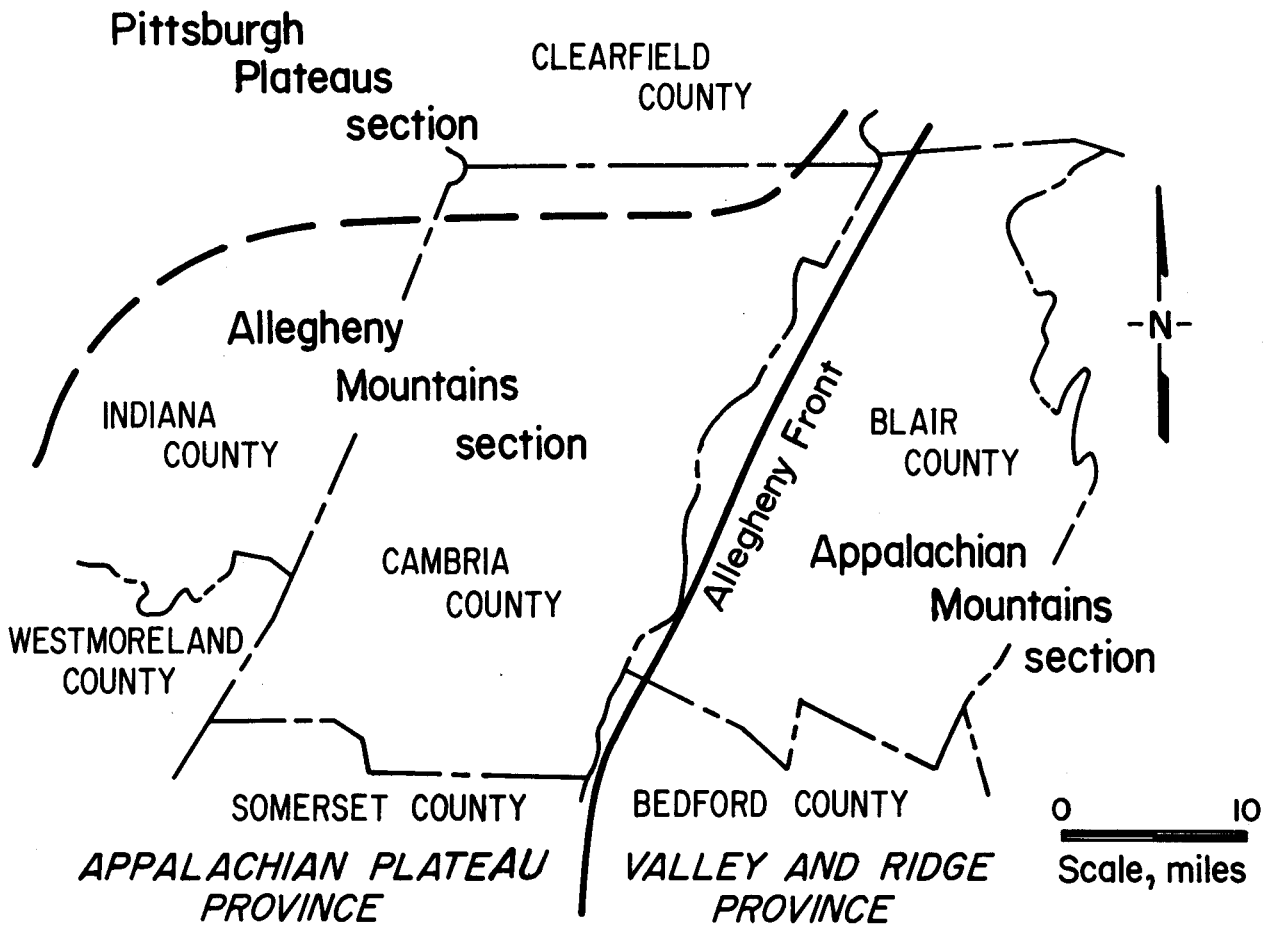 Pittsburgh
Plateaus
section
CLEARFIELD
COUNTY
Allegheny
Mountains
section
INDIANA
COUNTY
-N-
Allegheny Front
BLAIR
COUNTY
CAMBRIA
COUNTY
Appalachian
Mountains
section
WESTMORELAND
COUNTY
SOMERSET COUNTY
BEDFORD COUNTY
0 10
Scale, miles
APPALACHIAN PLATEAU
PROVINCE
VALLEY AND RIDGE
PROVINCE